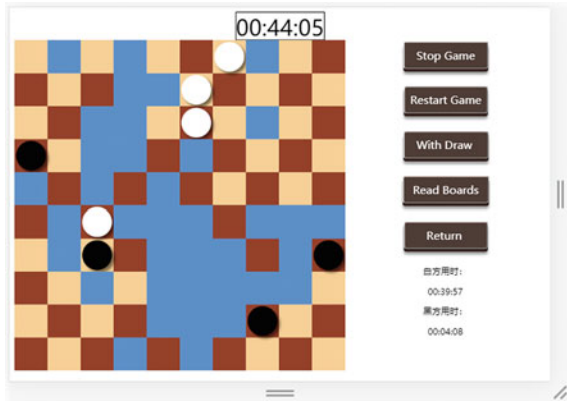 00:44:05
Stop Game
Restart Game
With Draw
Read Boards
Return
白方用时：
00:39:57
黑方用时：
00:04:08